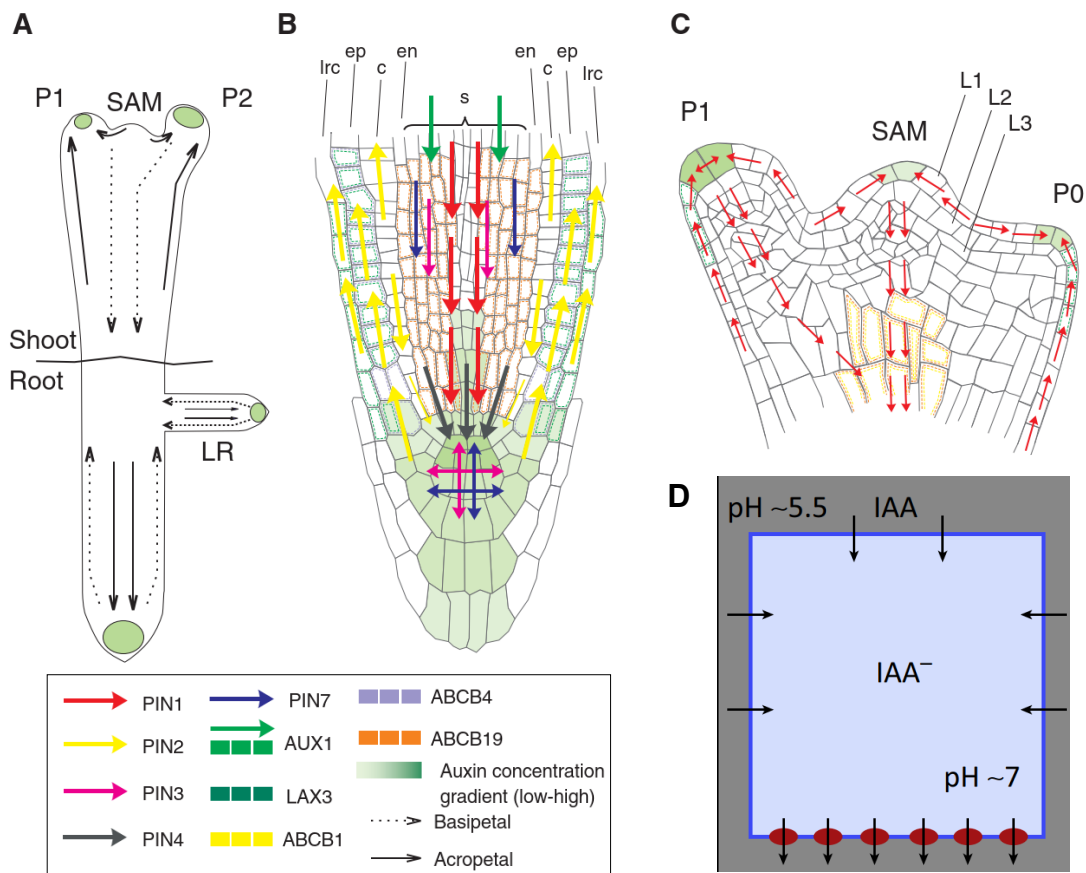 A
P1
SAM
P2
Shoot
Root
LR
B
lrc
ep
c
en
s
en
c
ep
lrc
C
P1
SAM
L1
L2
L3
P0
D
pH ~5.5
IAA
IAA⁻
pH ~7
PIN1
PIN2
PIN3
PIN4
PIN7
AUX1
LAX3
ABCB1
ABCB4
ABCB19
Auxin concentration
gradient (low-high)
Basipetal
Acropetal